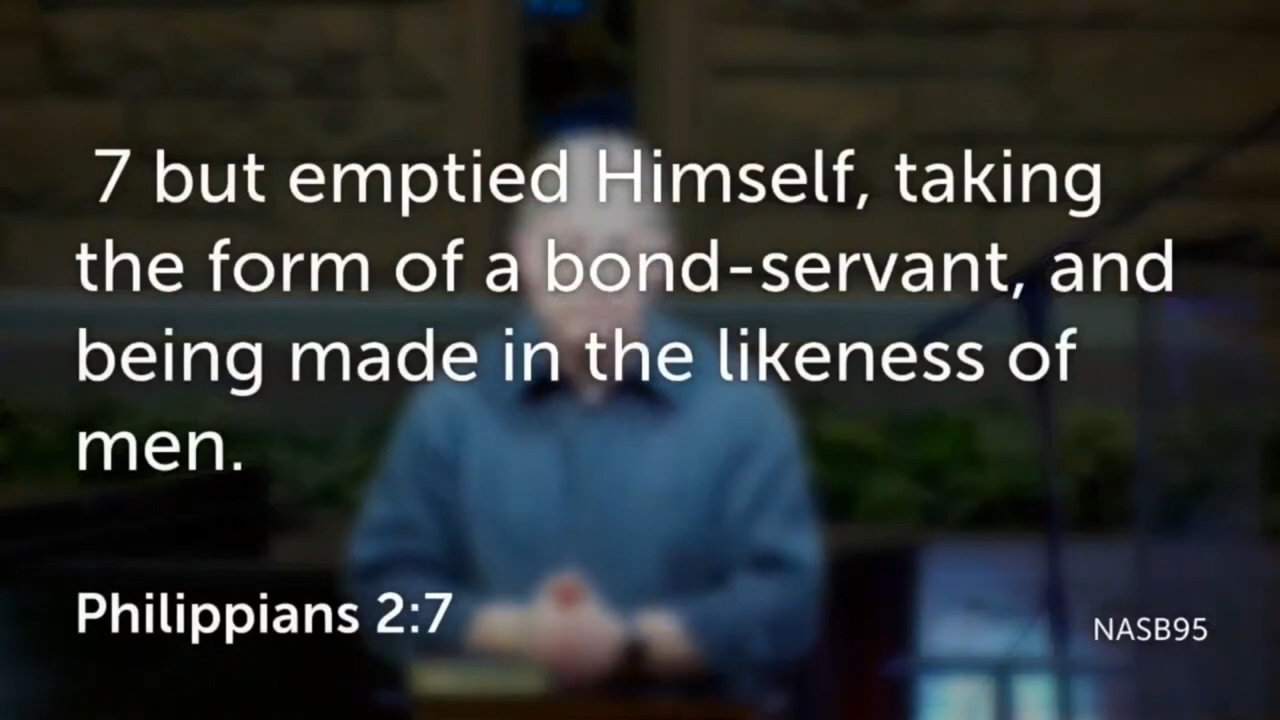 7 but emptied Himself, taking
the form of a bond-servant, and
being made in the likeness of
men.
Philippians 2:7
NASB95